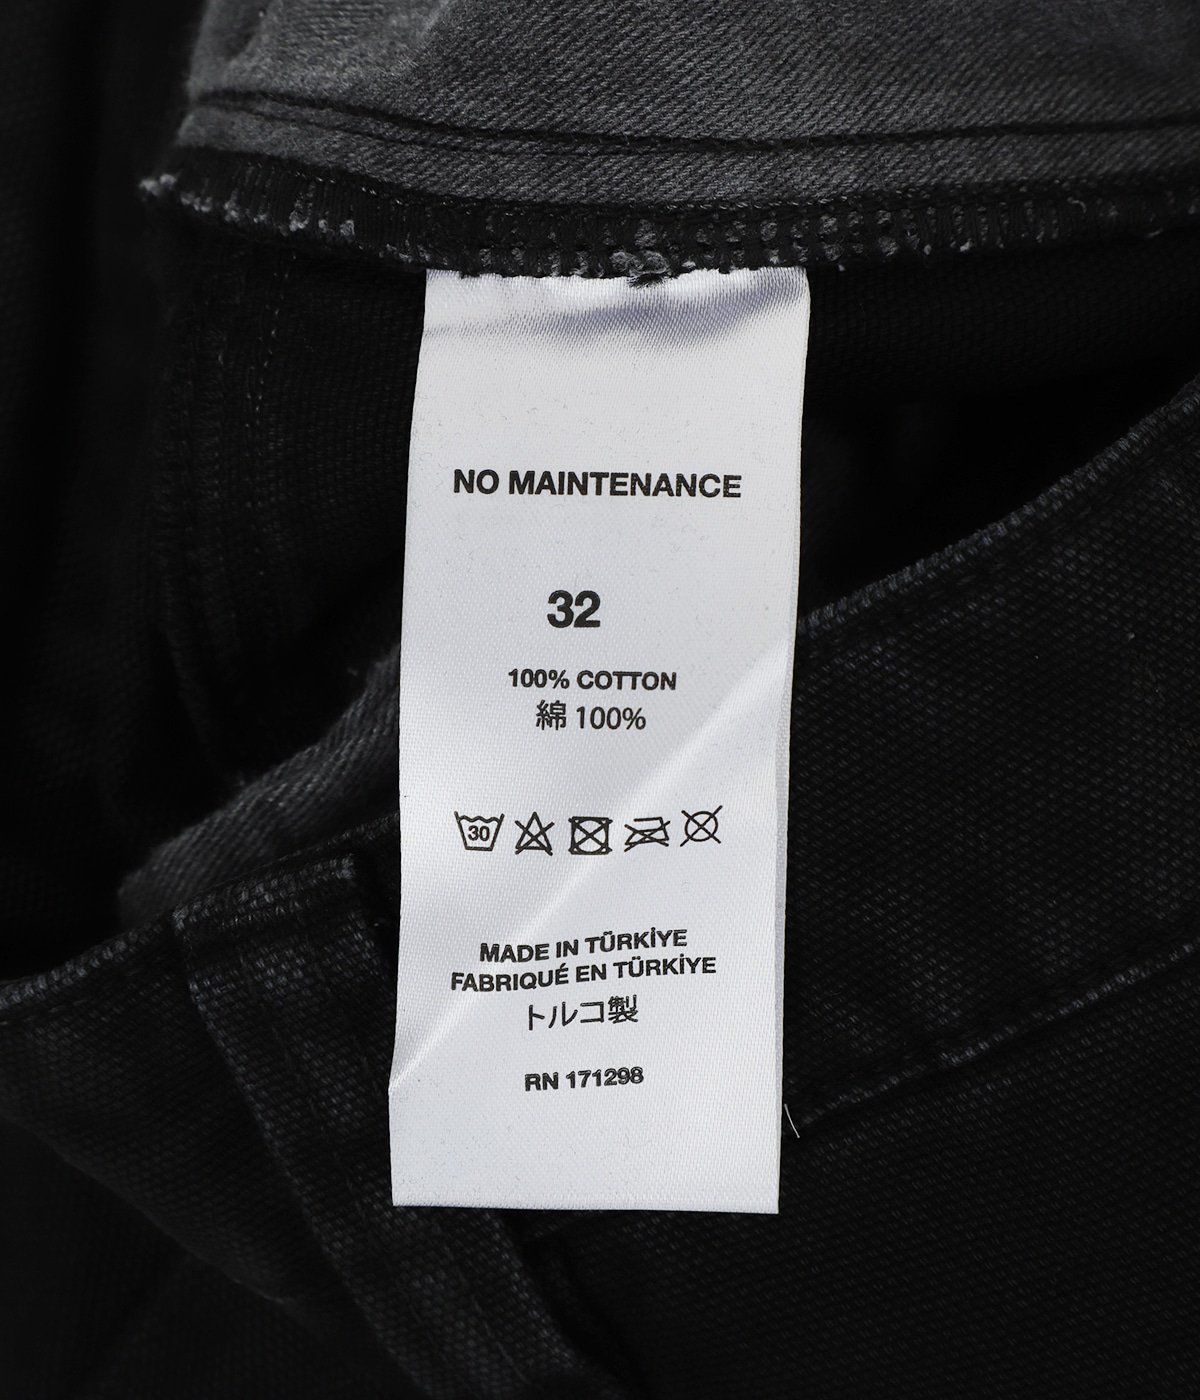 NO MAINTENANCE
32
100% COTTON
綿 100%
30
MADE IN TÜRKİYE
FABRIQUÉ EN TÜRKİYE
トルコ製
RN 171298